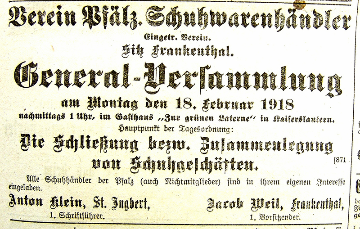 Verein Pfälz. Schuhwarenhändler
Eingetr. Verein.
Sitz Frankenthal.
General-Versammlung
am Montag den 18. Februar 1918
nachmittags 1 Uhr, im Gasthaus „Zur grünen Laterne“ in Kaiserslautern.
Hauptpunkt der Tagesordnung:
Die Schließung bezw. Zusammenlegung
von Schuhgeschäften. [871
Alle Schuhhändler der Pfalz (auch Nichtmitglieder) sind in ihrem eigenen Interesse
eingeladen.
Anton Klein, St. Ingbert, Jacob Weil, Frankenthal,
1. Schriftführer. 1. Vorsitzender.